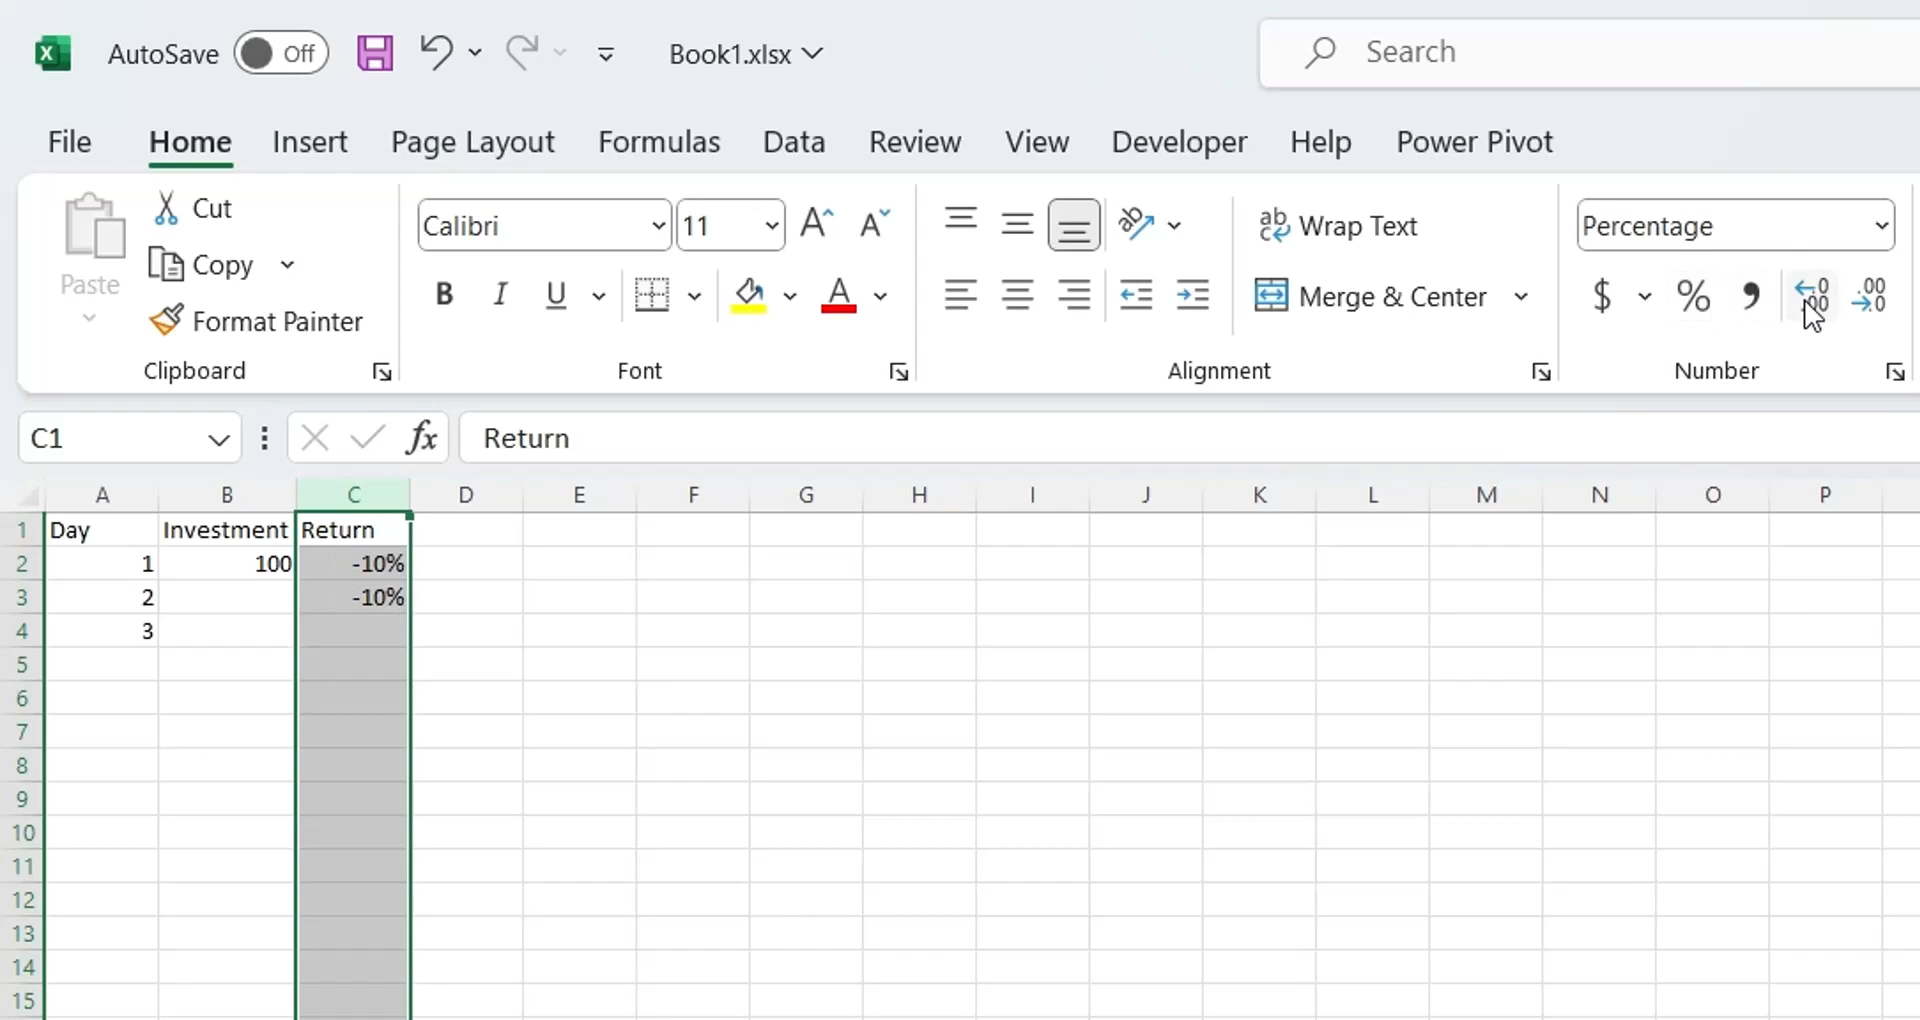 AutoSave Off Book1.xlsx Search
File Home Insert Page Layout Formulas Data Review View Developer Help Power Pivot
Paste
Cut
Copy
Format Painter
Clipboard
Calibri 11
B I U A
Font
Wrap Text
Merge & Center
Alignment
Percentage
$ % , .00 .00
Number
C1 fx Return
A B C D E F G H I J K L M N O P
1 Day Investment Return
2 1 100 -10%
3 2 -10%
4 3
5
6
7
8
9
10
11
12
13
14
15